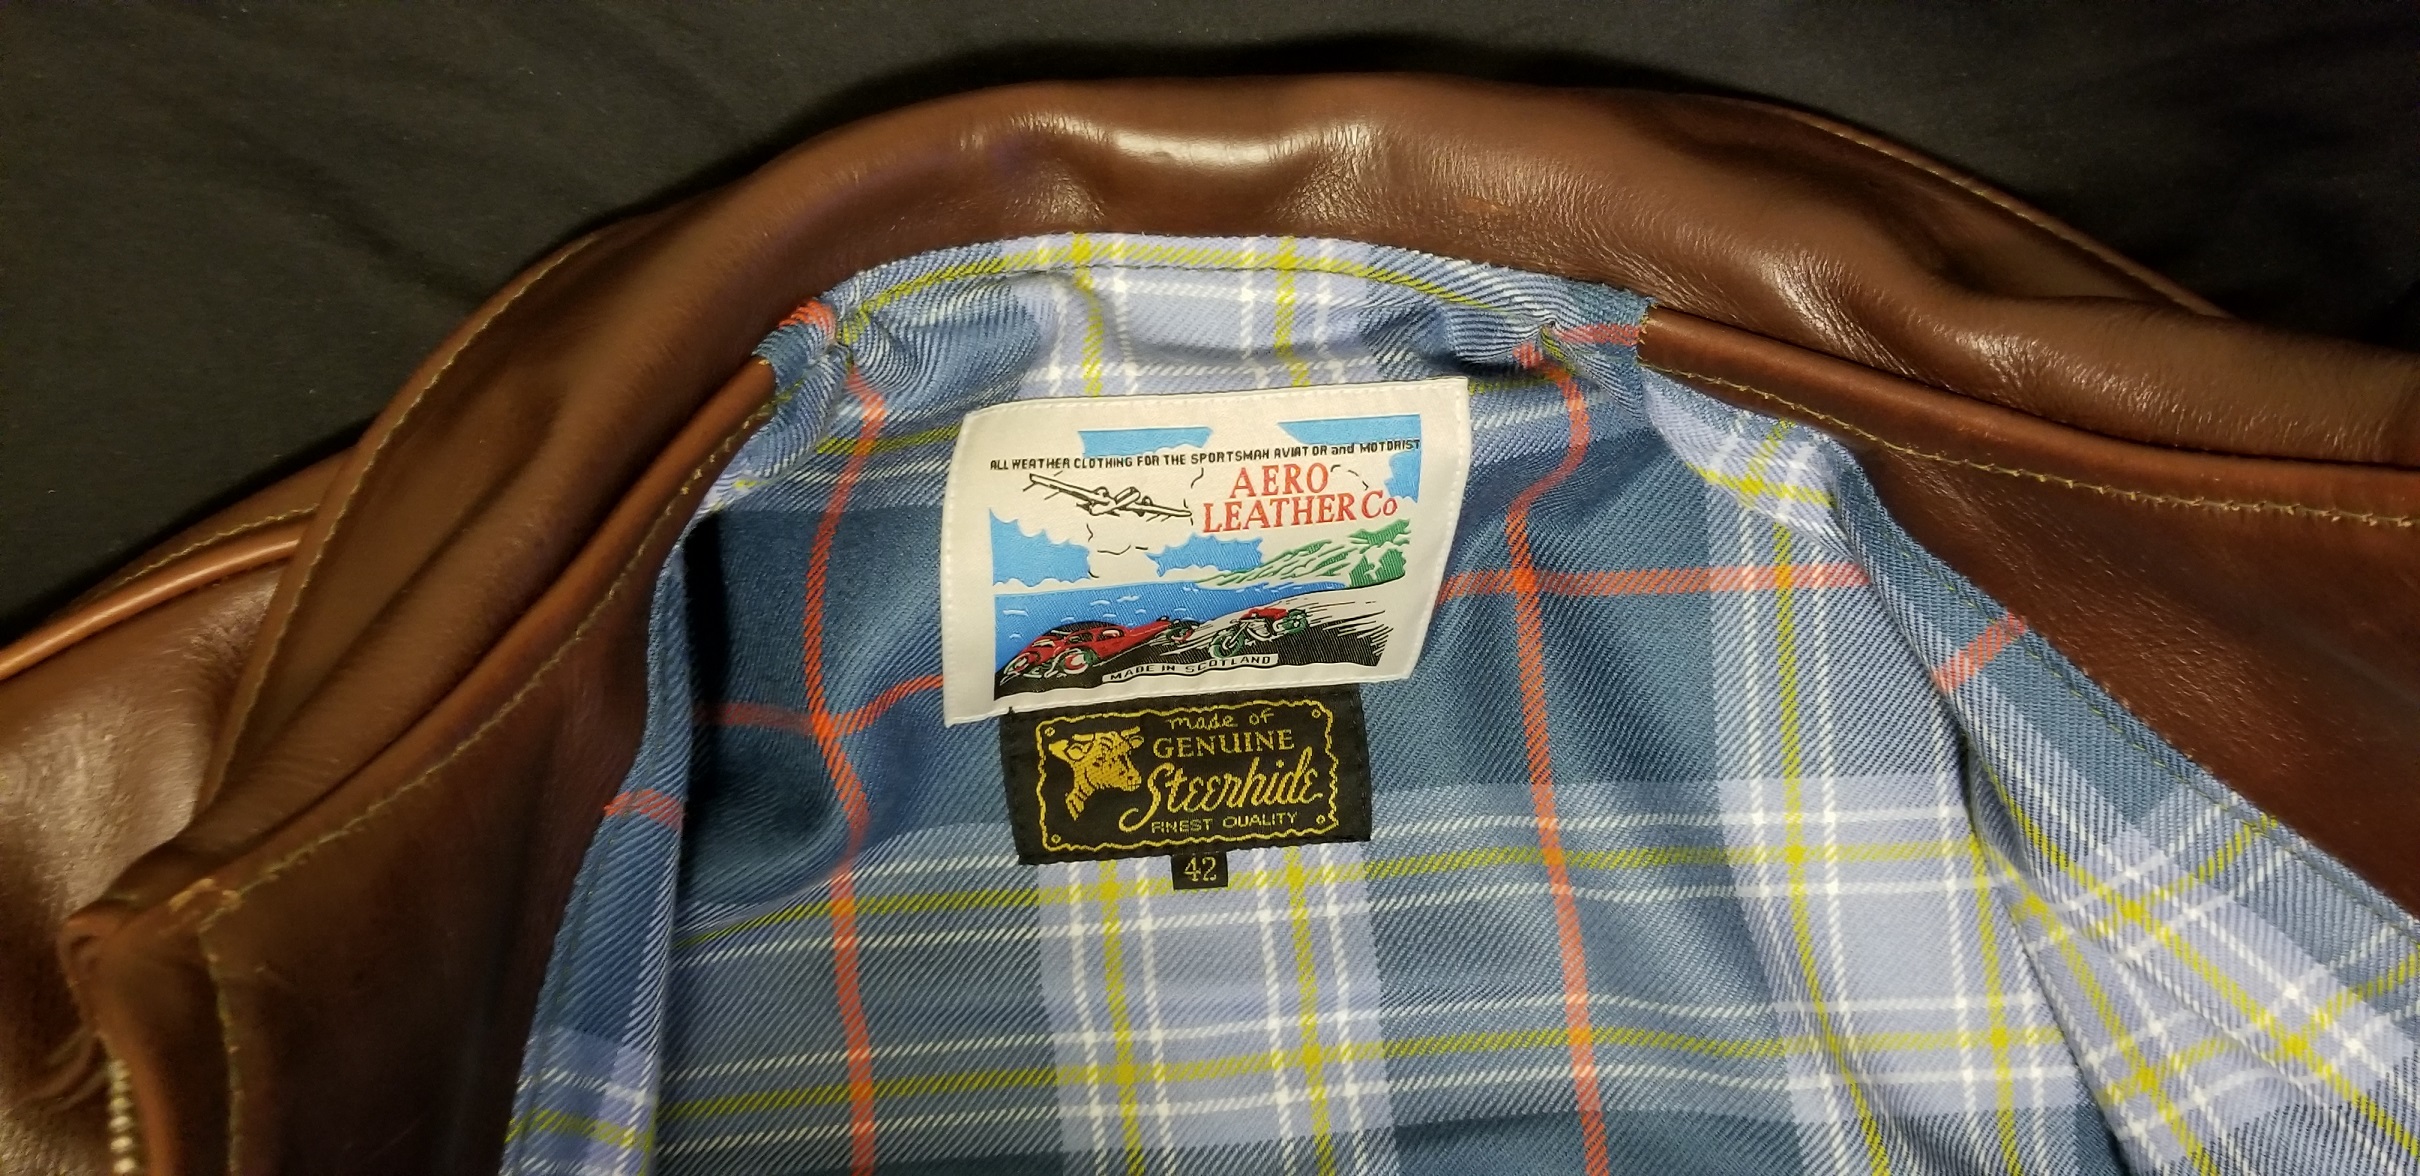 ALL WEATHER CLOTHING FOR THE SPORTSMAN AVIATOR and MOTORIST
AERO
LEATHER Co
MADE IN SCOTLAND
made of
GENUINE
Steerhide
FINEST QUALITY
42